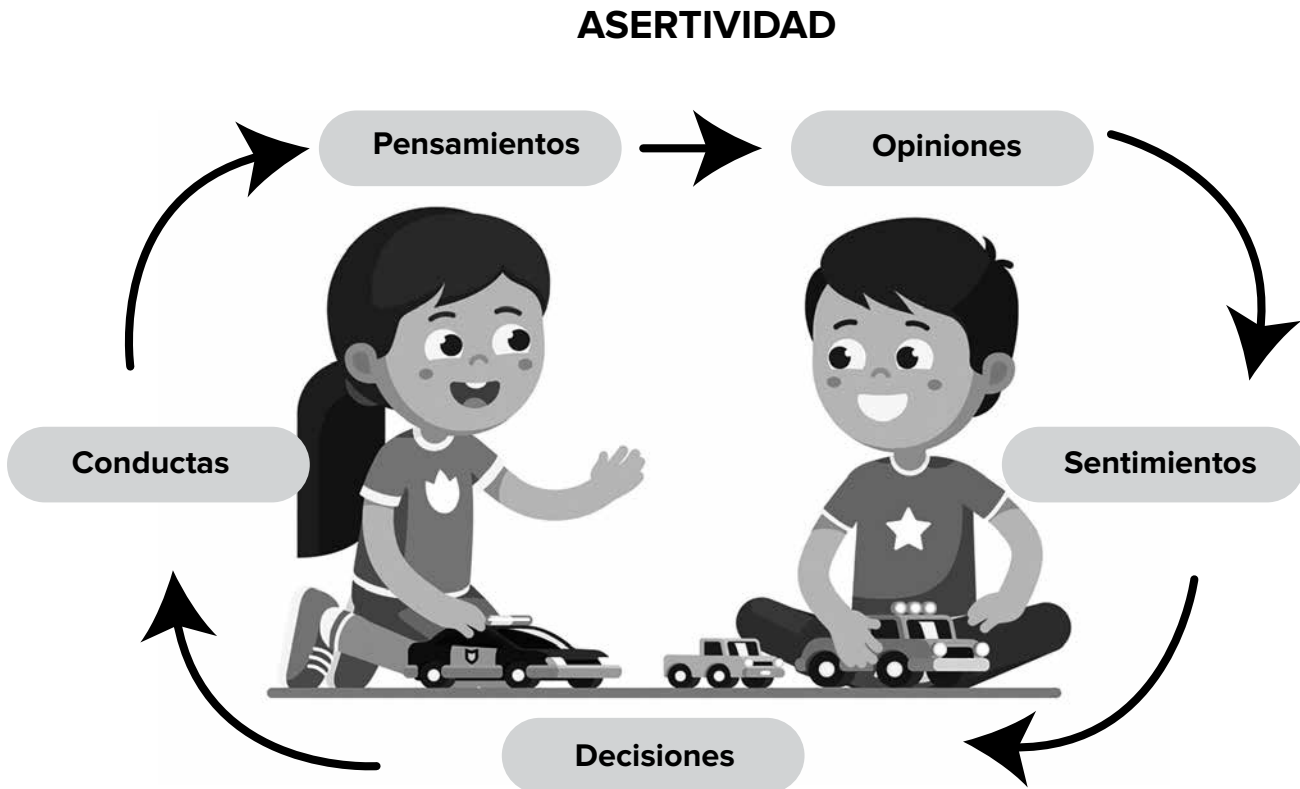 ASERTIVIDAD
Pensamientos
Opiniones
Conductas
Sentimientos
Decisiones